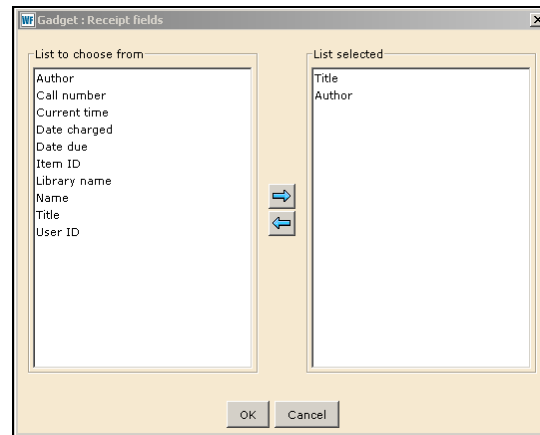 WF Gadget : Receipt fields
List to choose from
Author
Call number
Current time
Date charged
Date due
Item ID
Library name
Name
Title
User ID
List selected
Title
Author
OK
Cancel